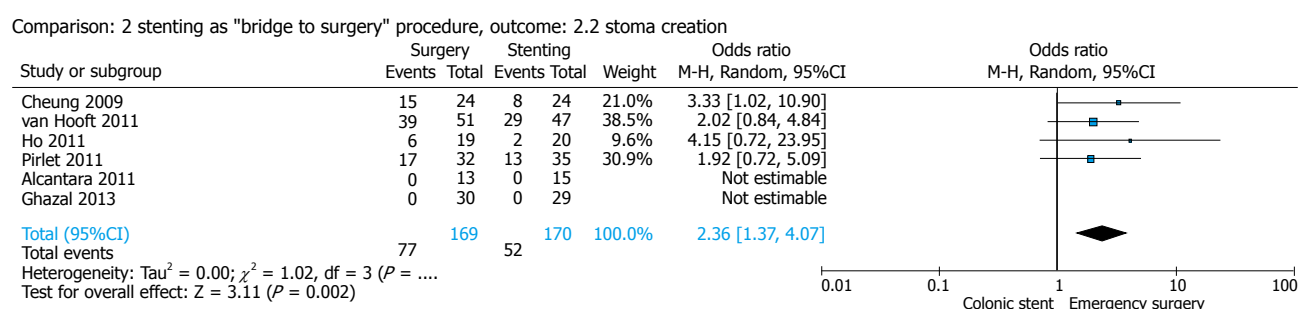 Comparison: 2 stenting as "bridge to surgery" procedure, outcome: 2.2 stoma creation
Surgery Stenting Odds ratio Odds ratio
Study or subgroup Events Total Events Total Weight M-H, Random, 95%CI M-H, Random, 95%CI
Cheung 2009 15 24 8 24 21.0% 3.33 [1.02, 10.90]
van Hooft 2011 39 51 29 47 38.5% 2.02 [0.84, 4.84]
Ho 2011 6 19 2 20 9.6% 4.15 [0.72, 23.95]
Pirlet 2011 17 32 13 35 30.9% 1.92 [0.72, 5.09]
Alcantara 2011 0 13 0 15 Not estimable
Ghazal 2013 0 30 0 29 Not estimable
Total (95%CI) 169 170 100.0% 2.36 [1.37, 4.07]
Total events 77 52
Heterogeneity: Tau² = 0.00; χ² = 1.02, df = 3 (P = ....
Test for overall effect: Z = 3.11 (P = 0.002)
0.01 0.1 1 10 100
Colonic stent Emergency surgery